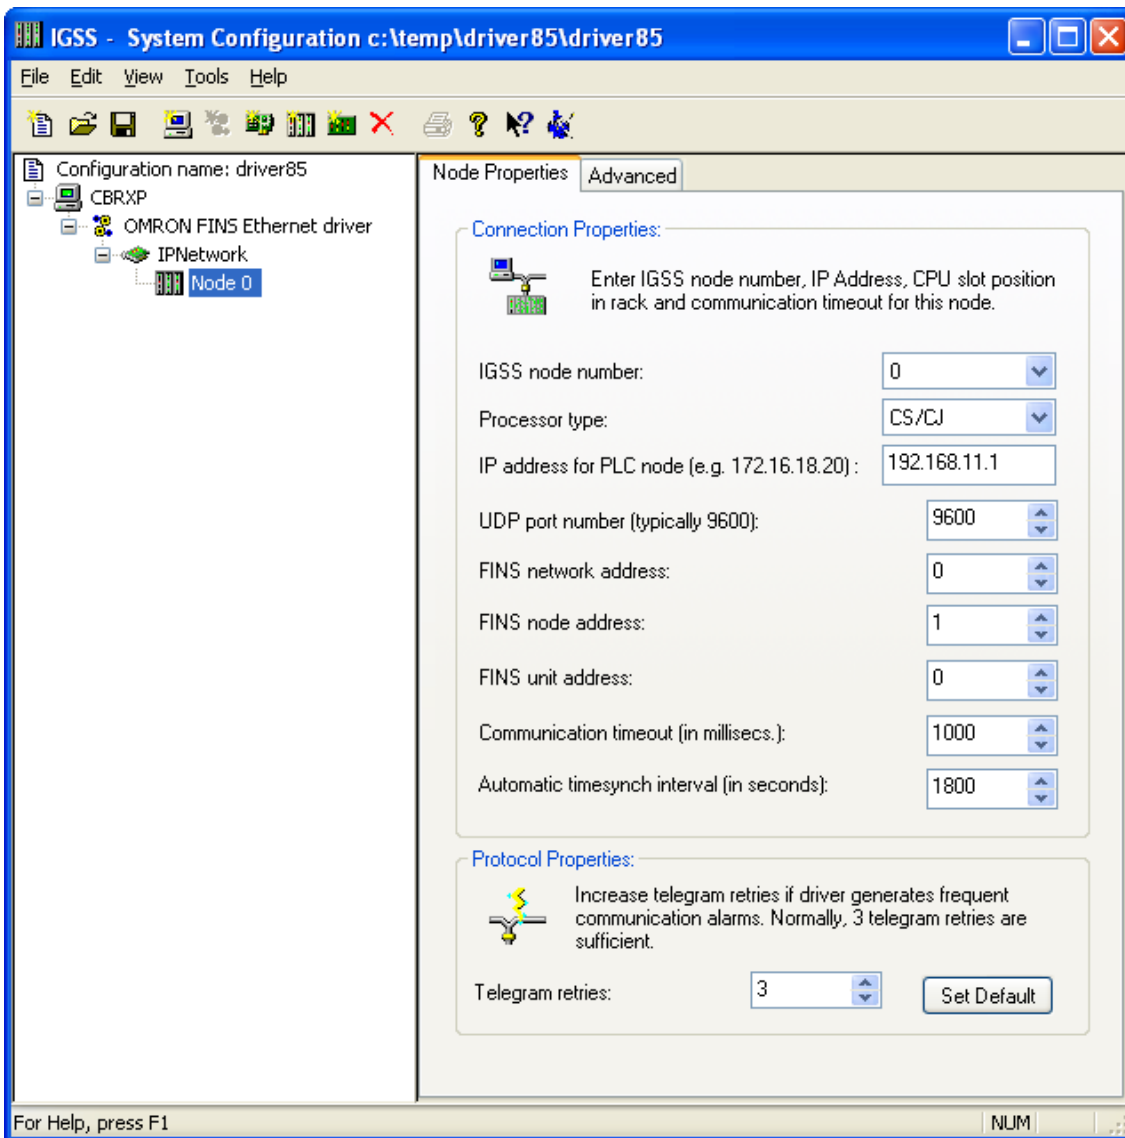 IGSS - System Configuration c:\temp\driver85\driver85
File Edit View Tools Help
Configuration name: driver85
CBRXP
OMRON FINS Ethernet driver
IPNetwork
Node 0
Node Properties Advanced
Connection Properties:
Enter IGSS node number, IP Address, CPU slot position
in rack and communication timeout for this node.
IGSS node number: 0
Processor type: CS/CJ
IP address for PLC node (e.g. 172.16.18.20) : 192.168.11.1
UDP port number (typically 9600): 9600
FINS network address: 0
FINS node address: 1
FINS unit address: 0
Communication timeout (in millisecs.): 1000
Automatic timesynch interval (in seconds): 1800
Protocol Properties:
Increase telegram retries if driver generates frequent
communication alarms. Normally, 3 telegram retries are
sufficient.
Telegram retries: 3 Set Default
For Help, press F1 NUM